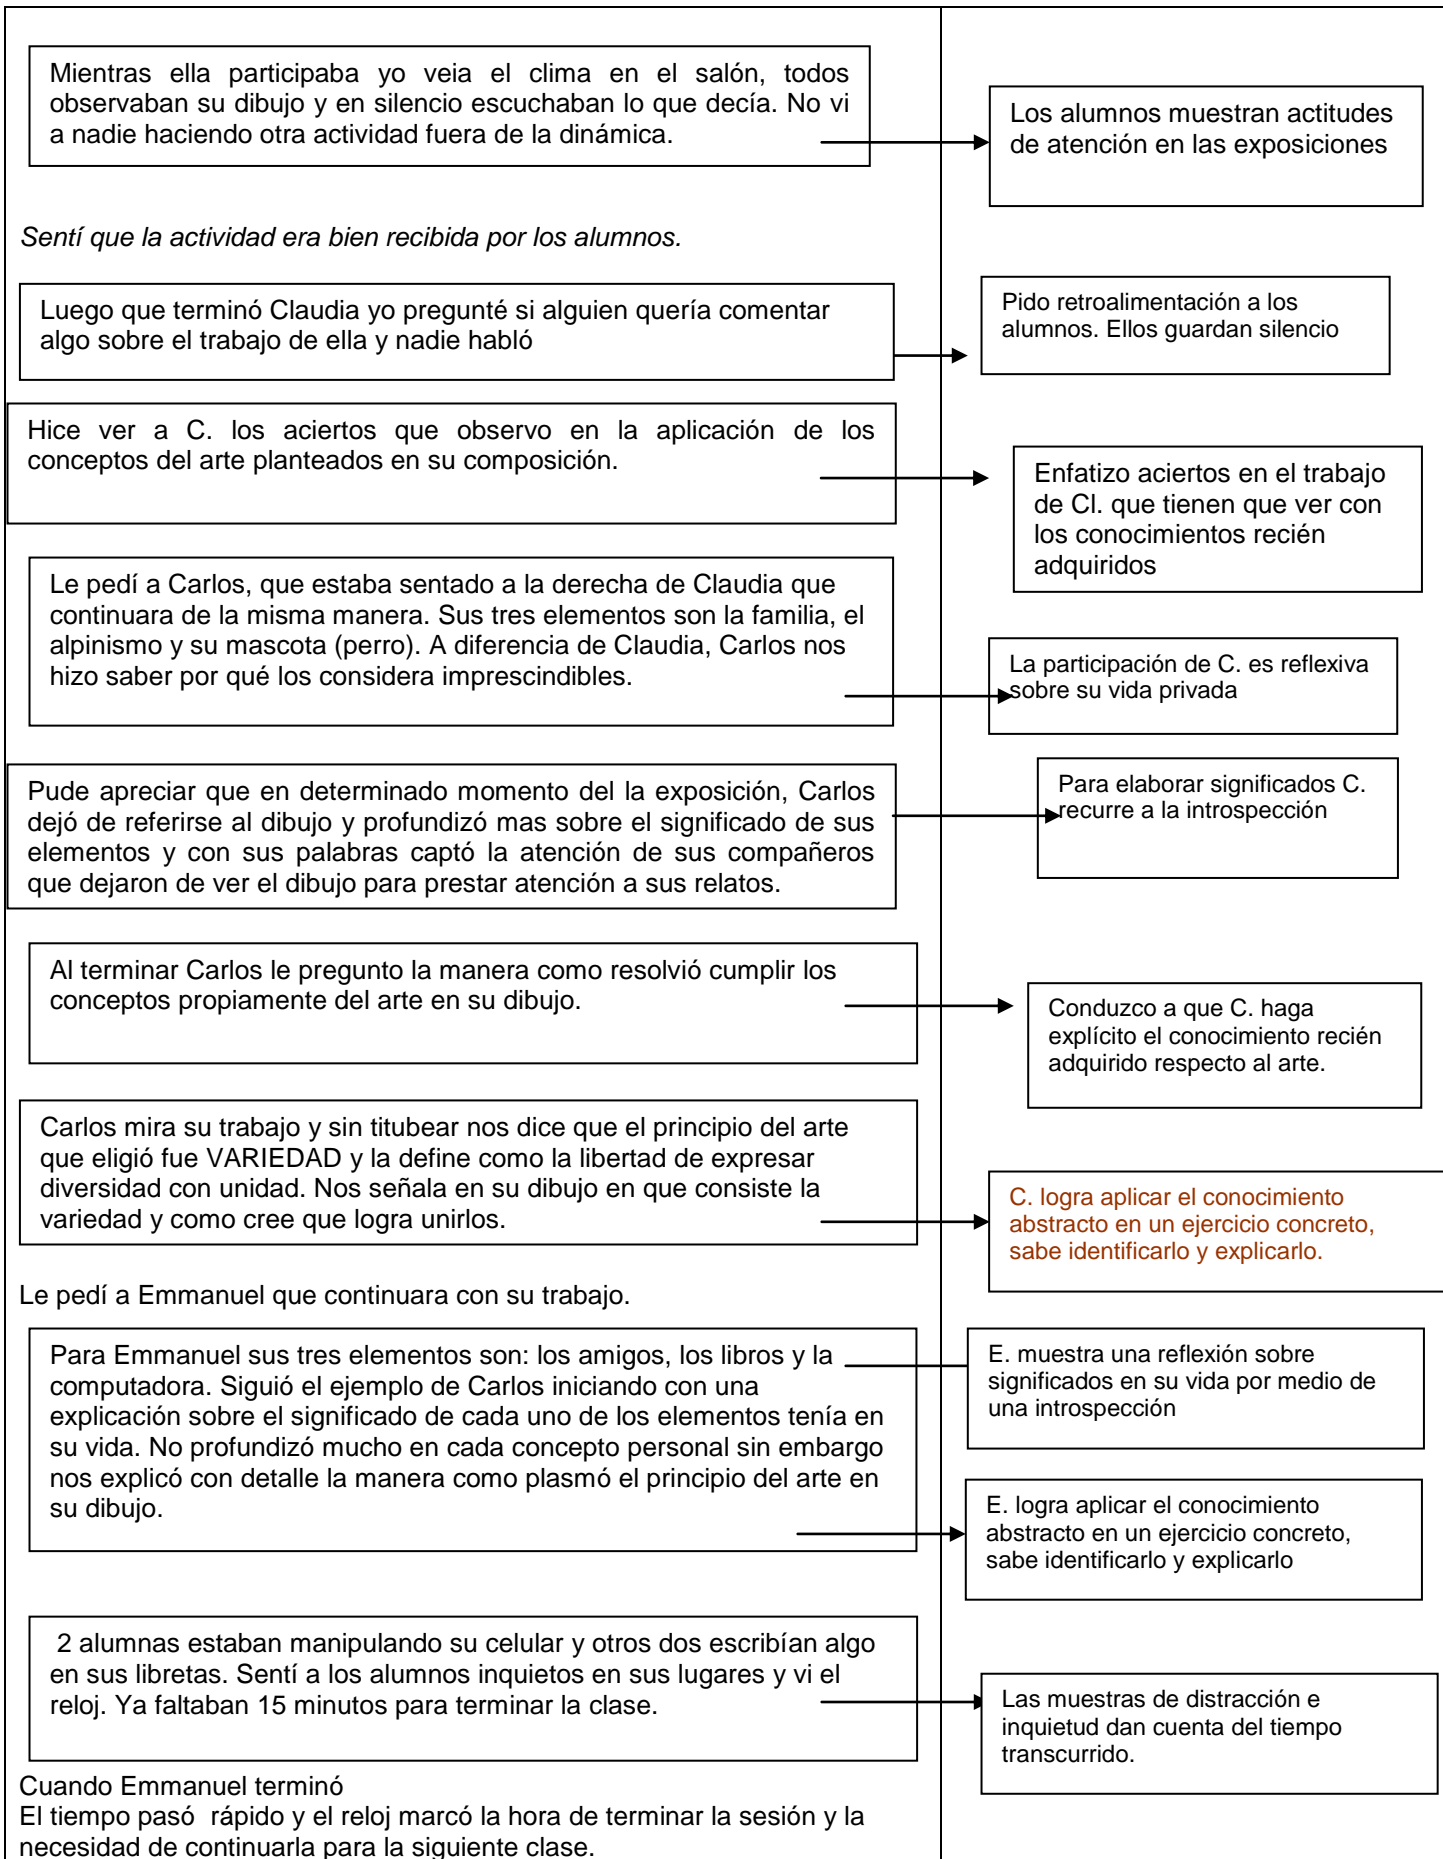 Mientras ella participaba yo veia el clima en el salón, todos
observaban su dibujo y en silencio escuchaban lo que decía. No vi
a nadie haciendo otra actividad fuera de la dinámica.
Los alumnos muestran actitudes
de atención en las exposiciones
Sentí que la actividad era bien recibida por los alumnos.
Luego que terminó Claudia yo pregunté si alguien quería comentar
algo sobre el trabajo de ella y nadie habló
Pido retroalimentación a los
alumnos. Ellos guardan silencio
Hice ver a C. los aciertos que observo en la aplicación de los
conceptos del arte planteados en su composición.
Enfatizo aciertos en el trabajo
de Cl. que tienen que ver con
los conocimientos recién
adquiridos
Le pedí a Carlos, que estaba sentado a la derecha de Claudia que
continuara de la misma manera. Sus tres elementos son la familia, el
alpinismo y su mascota (perro). A diferencia de Claudia, Carlos nos
hizo saber por qué los considera imprescindibles.
La participación de C. es reflexiva
sobre su vida privada
Pude apreciar que en determinado momento del la exposición, Carlos
dejó de referirse al dibujo y profundizó mas sobre el significado de sus
elementos y con sus palabras captó la atención de sus compañeros
que dejaron de ver el dibujo para prestar atención a sus relatos.
Para elaborar significados C.
recurre a la introspección
Al terminar Carlos le pregunto la manera como resolvió cumplir los
conceptos propiamente del arte en su dibujo.
Conduzco a que C. haga
explícito el conocimiento recién
adquirido respecto al arte.
Carlos mira su trabajo y sin titubear nos dice que el principio del arte
que eligió fue VARIEDAD y la define como la libertad de expresar
diversidad con unidad. Nos señala en su dibujo en que consiste la
variedad y como cree que logra unirlos.
C. logra aplicar el conocimiento
abstracto en un ejercicio concreto,
sabe identificarlo y explicarlo.
Le pedí a Emmanuel que continuara con su trabajo.
Para Emmanuel sus tres elementos son: los amigos, los libros y la
computadora. Siguió el ejemplo de Carlos iniciando con una
explicación sobre el significado de cada uno de los elementos tenía en
su vida. No profundizó mucho en cada concepto personal sin embargo
nos explicó con detalle la manera como plasmó el principio del arte en
su dibujo.
E. muestra una reflexión sobre
significados en su vida por medio de
una introspección
E. logra aplicar el conocimiento
abstracto en un ejercicio concreto,
sabe identificarlo y explicarlo
2 alumnas estaban manipulando su celular y otros dos escribían algo
en sus libretas. Sentí a los alumnos inquietos en sus lugares y vi el
reloj. Ya faltaban 15 minutos para terminar la clase.
Las muestras de distracción e
inquietud dan cuenta del tiempo
transcurrido.
Cuando Emmanuel terminó
El tiempo pasó rápido y el reloj marcó la hora de terminar la sesión y la
necesidad de continuarla para la siguiente clase.